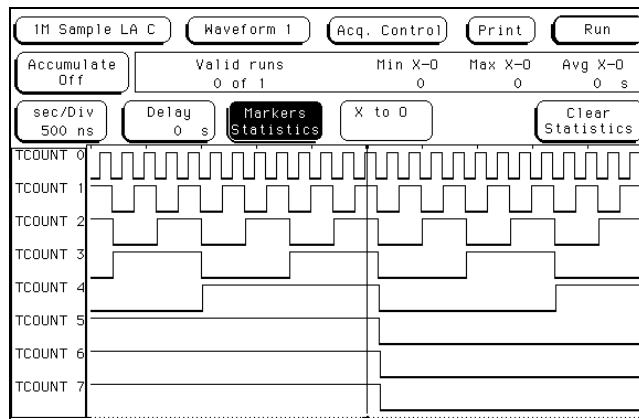 1M Sample LA C Waveform 1 Acq. Control Print Run
Accumulate Off
Valid runs Min X-O Max X-O Avg X-O
0 of 1 0 0 0 s
sec/Div 500 ns
Delay 0 s
Markers Statistics
X to O
Clear Statistics
TCOUNT 0
TCOUNT 1
TCOUNT 2
TCOUNT 3
TCOUNT 4
TCOUNT 5
TCOUNT 6
TCOUNT 7